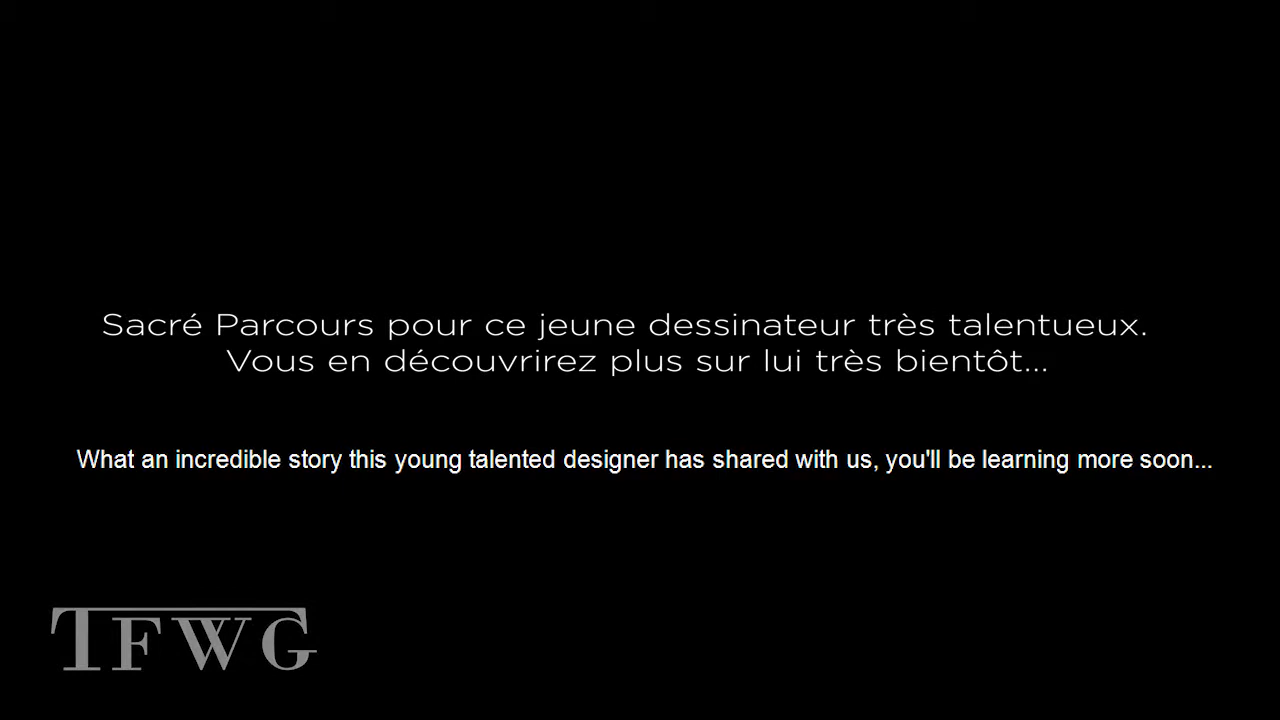 Sacré Parcours pour ce jeune dessinateur très talentueux.
Vous en découvrirez plus sur lui très bientôt...
What an incredible story this young talented designer has shared with us, you'll be learning more soon...
TFWG